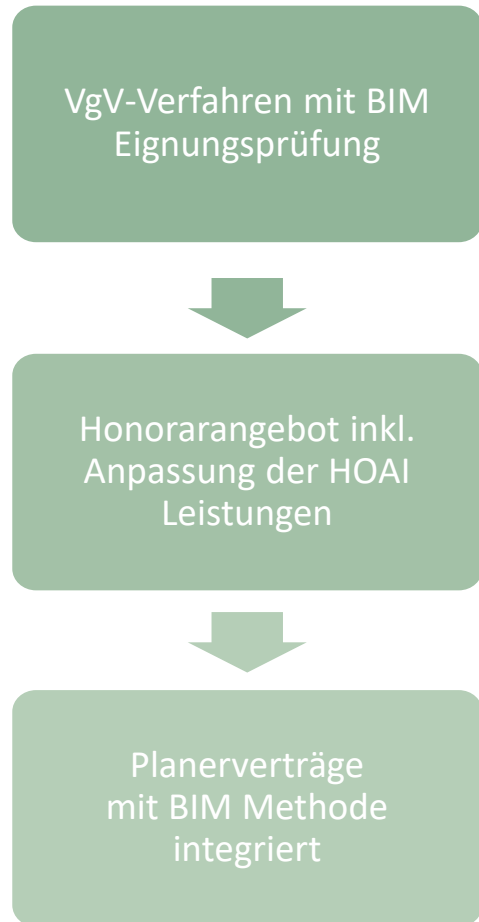 VgV-Verfahren mit BIM
Eignungsprüfung
Honorarangebot inkl.
Anpassung der HOAI
Leistungen
Planerverträge
mit BIM Methode
integriert